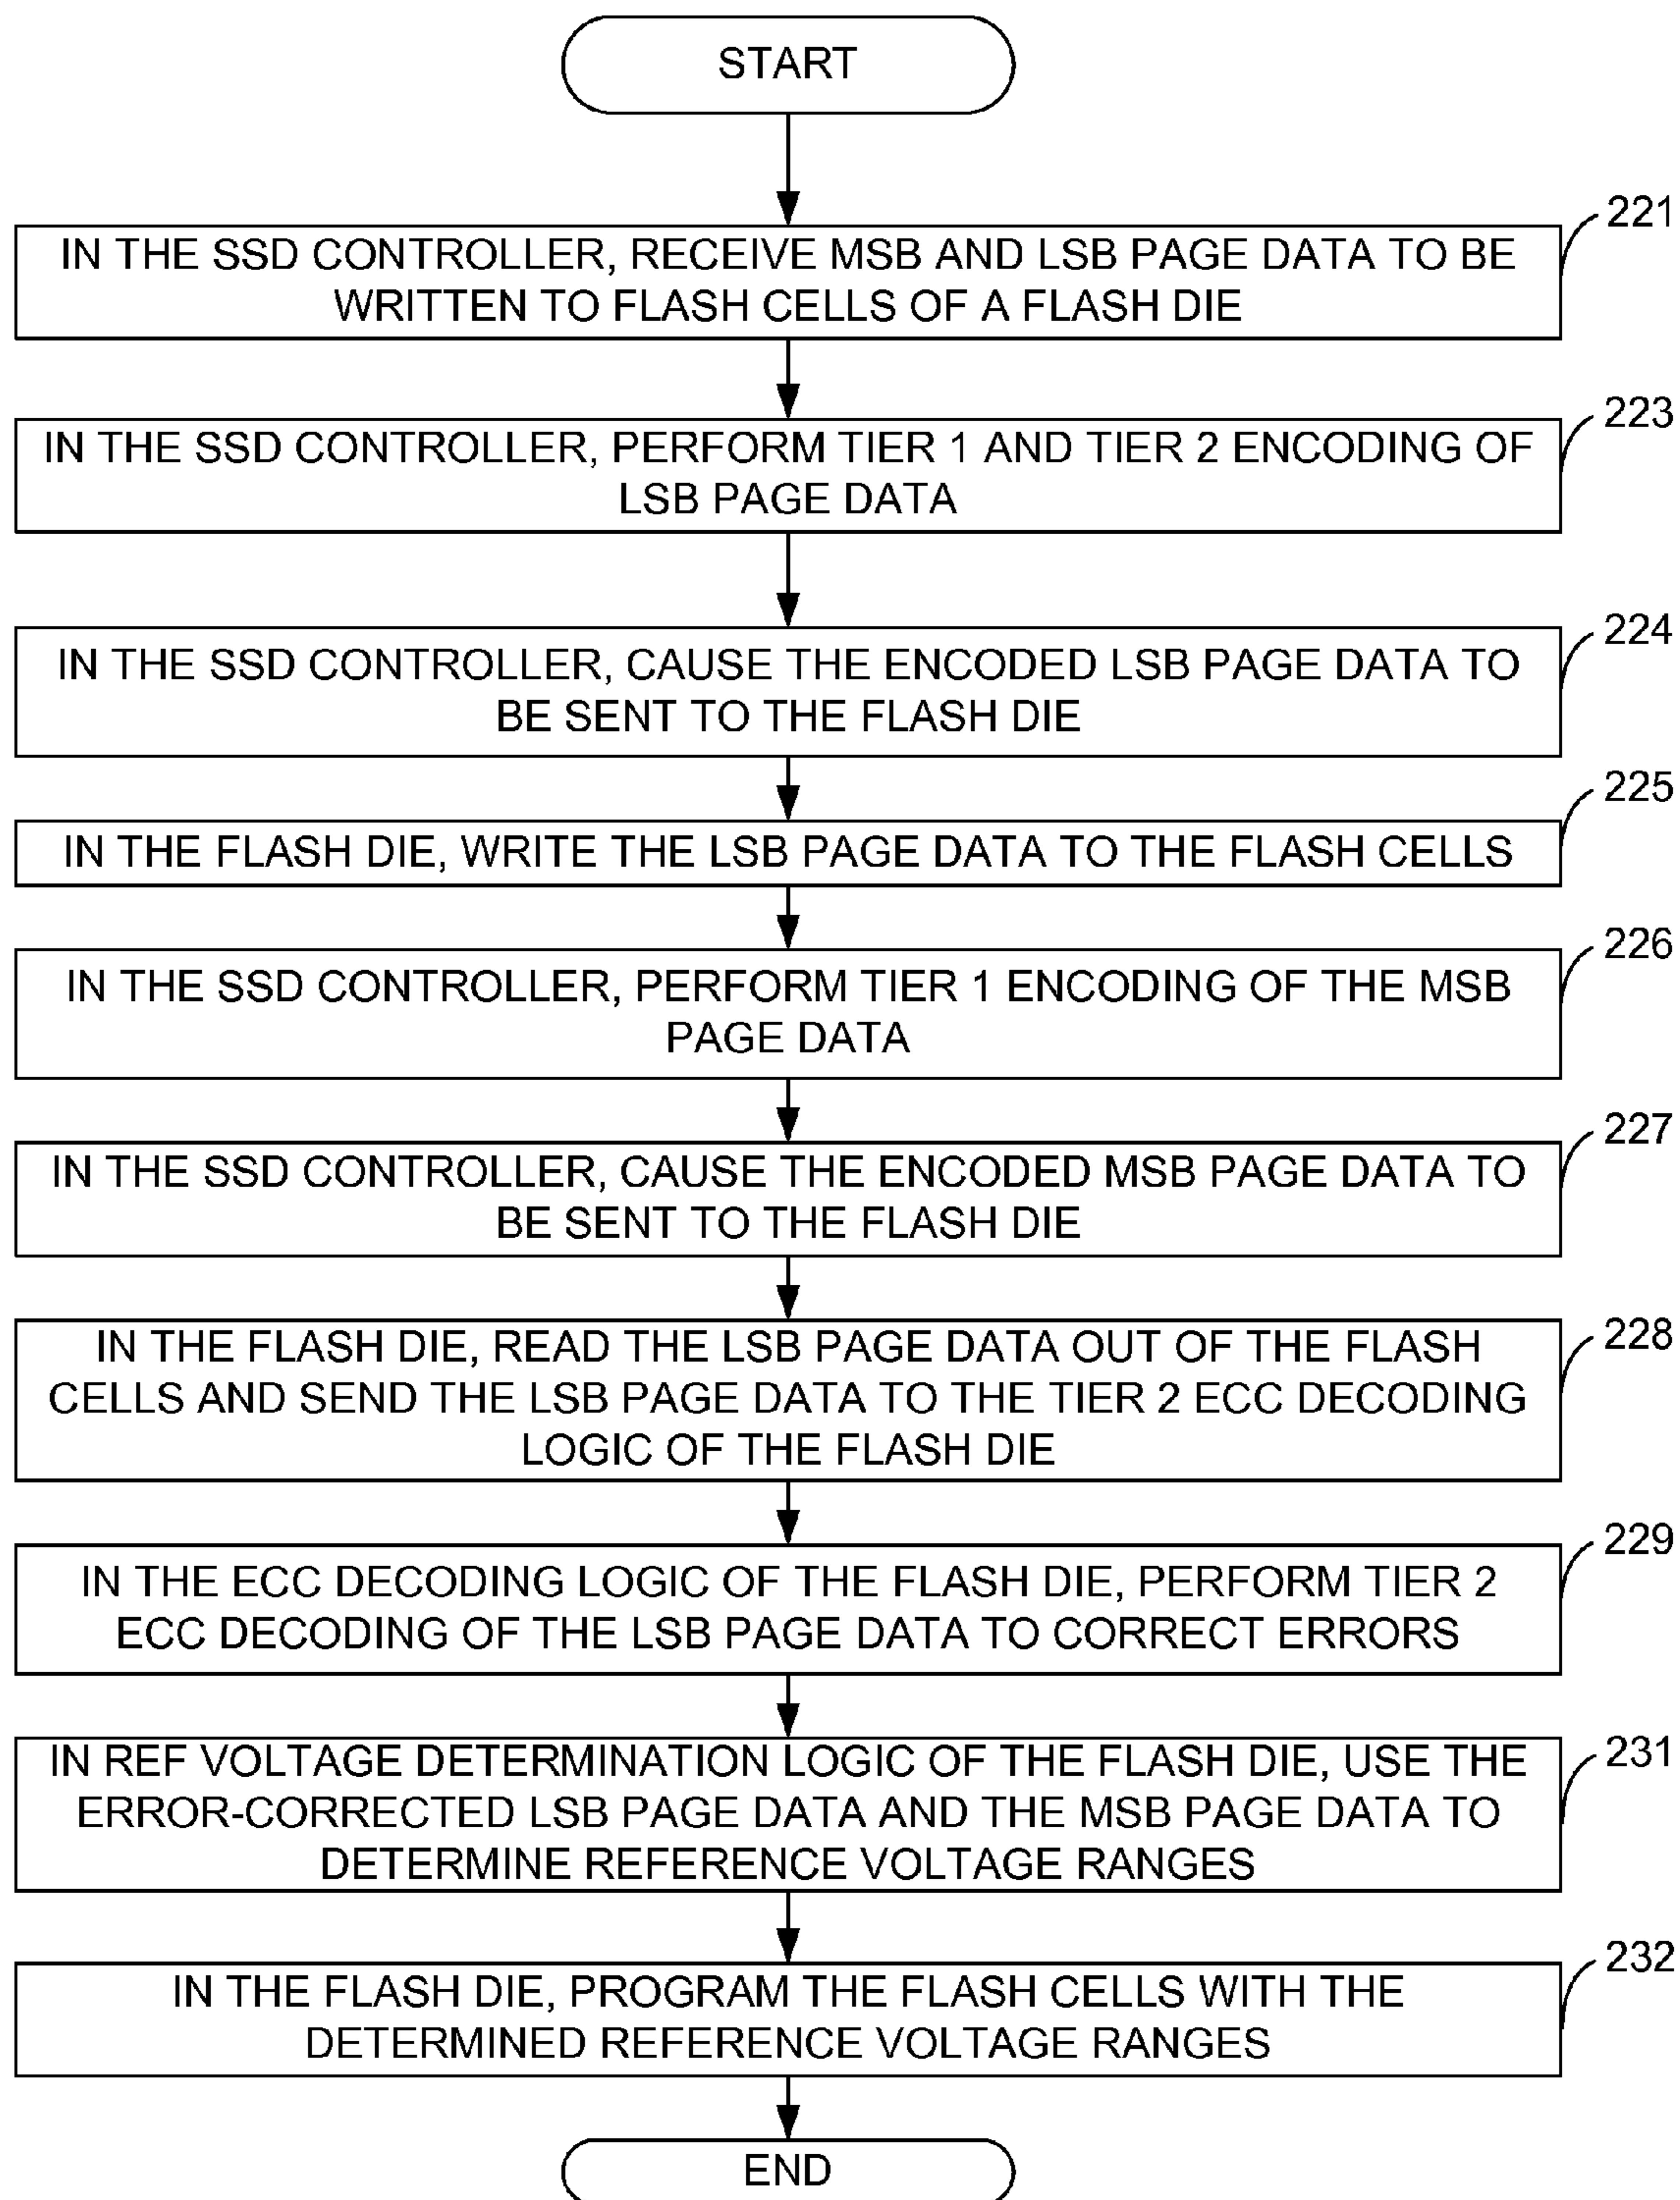 START
221
IN THE SSD CONTROLLER, RECEIVE MSB AND LSB PAGE DATA TO BE
WRITTEN TO FLASH CELLS OF A FLASH DIE
223
IN THE SSD CONTROLLER, PERFORM TIER 1 AND TIER 2 ENCODING OF
LSB PAGE DATA
224
IN THE SSD CONTROLLER, CAUSE THE ENCODED LSB PAGE DATA TO
BE SENT TO THE FLASH DIE
225
IN THE FLASH DIE, WRITE THE LSB PAGE DATA TO THE FLASH CELLS
226
IN THE SSD CONTROLLER, PERFORM TIER 1 ENCODING OF THE MSB
PAGE DATA
227
IN THE SSD CONTROLLER, CAUSE THE ENCODED MSB PAGE DATA TO
BE SENT TO THE FLASH DIE
228
IN THE FLASH DIE, READ THE LSB PAGE DATA OUT OF THE FLASH
CELLS AND SEND THE LSB PAGE DATA TO THE TIER 2 ECC DECODING
LOGIC OF THE FLASH DIE
229
IN THE ECC DECODING LOGIC OF THE FLASH DIE, PERFORM TIER 2
ECC DECODING OF THE LSB PAGE DATA TO CORRECT ERRORS
231
IN REF VOLTAGE DETERMINATION LOGIC OF THE FLASH DIE, USE THE
ERROR-CORRECTED LSB PAGE DATA AND THE MSB PAGE DATA TO
DETERMINE REFERENCE VOLTAGE RANGES
232
IN THE FLASH DIE, PROGRAM THE FLASH CELLS WITH THE
DETERMINED REFERENCE VOLTAGE RANGES
END